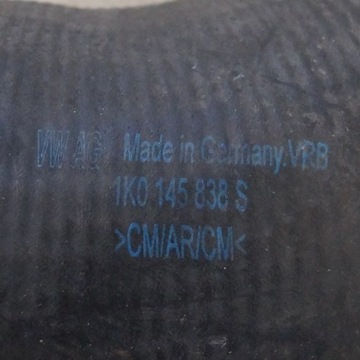 VW AG Made in Germany.VRB
1K0 145 838 S
>CM/AR/CM<